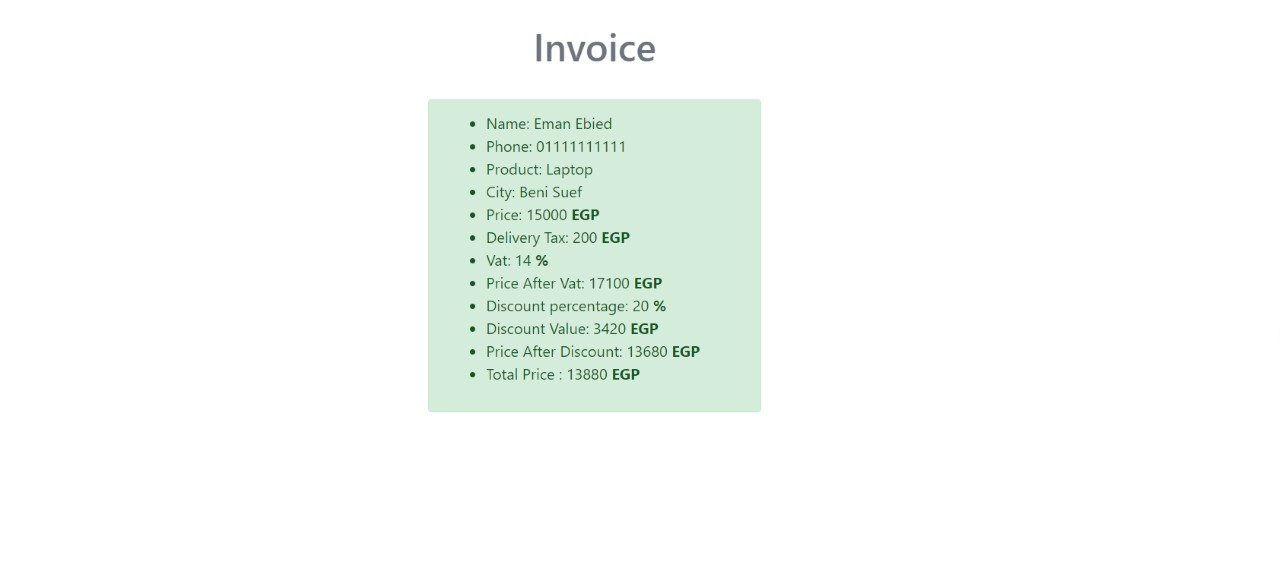 Invoice
Name: Eman Ebied
Phone: 01111111111
Product: Laptop
City: Beni Suef
Price: 15000 EGP
Delivery Tax: 200 EGP
Vat: 14 %
Price After Vat: 17100 EGP
Discount percentage: 20 %
Discount Value: 3420 EGP
Price After Discount: 13680 EGP
Total Price : 13880 EGP